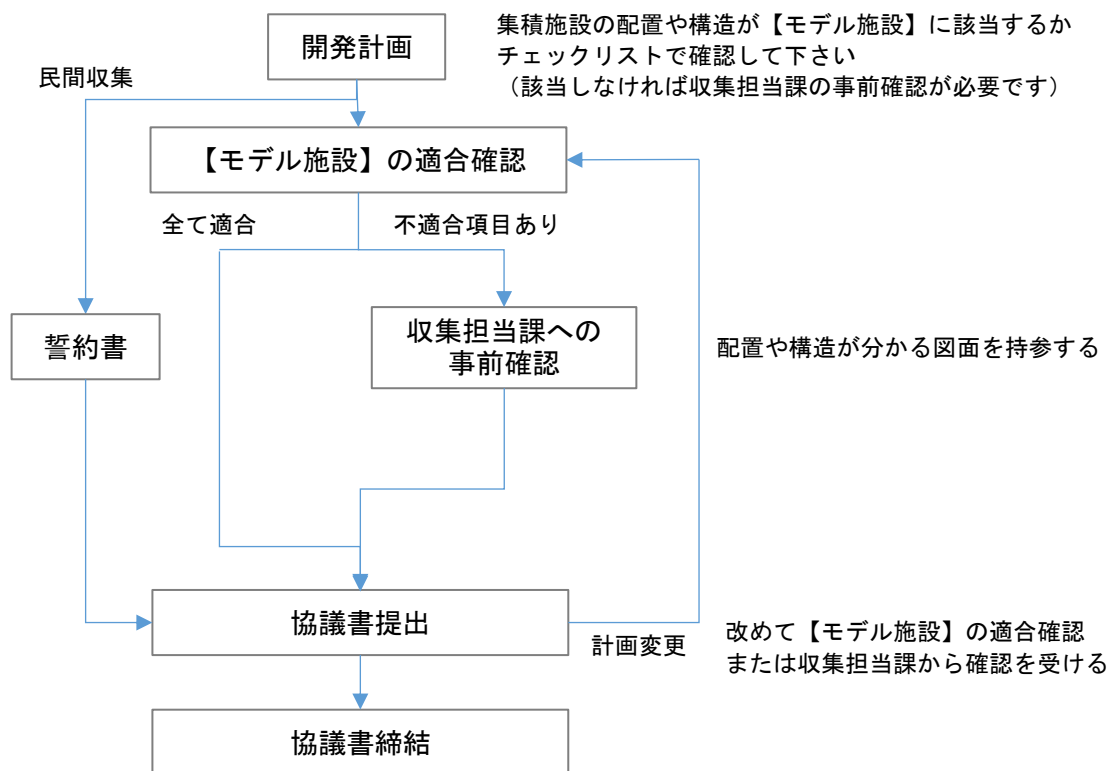 集積施設の配置や構造が【モデル施設】に該当するか
チェックリストで確認して下さい
（該当しなければ収集担当課の事前確認が必要です）
開発計画
民間収集
【モデル施設】の適合確認
全て適合
不適合項目あり
誓約書
収集担当課への
事前確認
配置や構造が分かる図面を持参する
協議書提出
計画変更
改めて【モデル施設】の適合確認
または収集担当課から確認を受ける
協議書締結